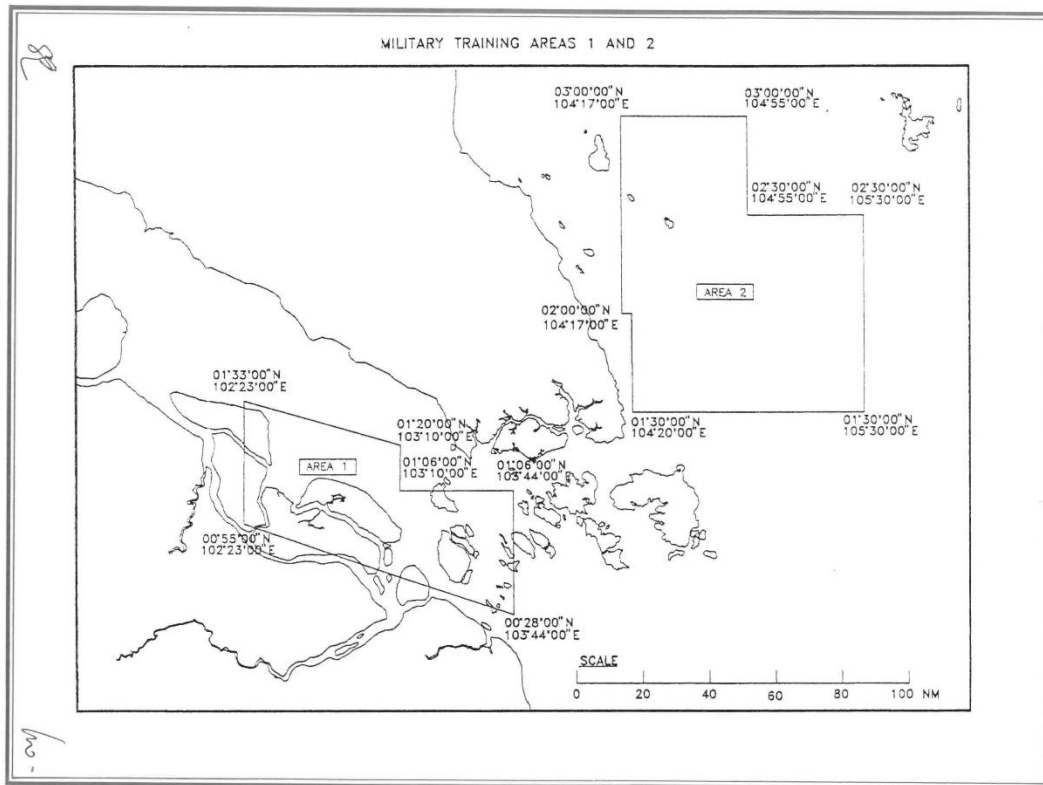 MILITARY TRAINING AREAS 1 AND 2
03°00'00"N
104°17'00"E
03°00'00"N
104°55'00"E
02°30'00"N
104°55'00"E
02°30'00"N
105°30'00"E
AREA 2
02°00'00"N
104°17'00"E
01°33'00"N
102°23'00"E
01°20'00"N
103°10'00"E
01°30'00"N
104°20'00"E
01°30'00"N
105°30'00"E
AREA 1
01°06'00"N
103°10'00"E
01°06'00"N
103°44'00"E
00°55'00"N
102°23'00"E
00°28'00"N
103°44'00"E
SCALE
0 20 40 60 80 100 NM